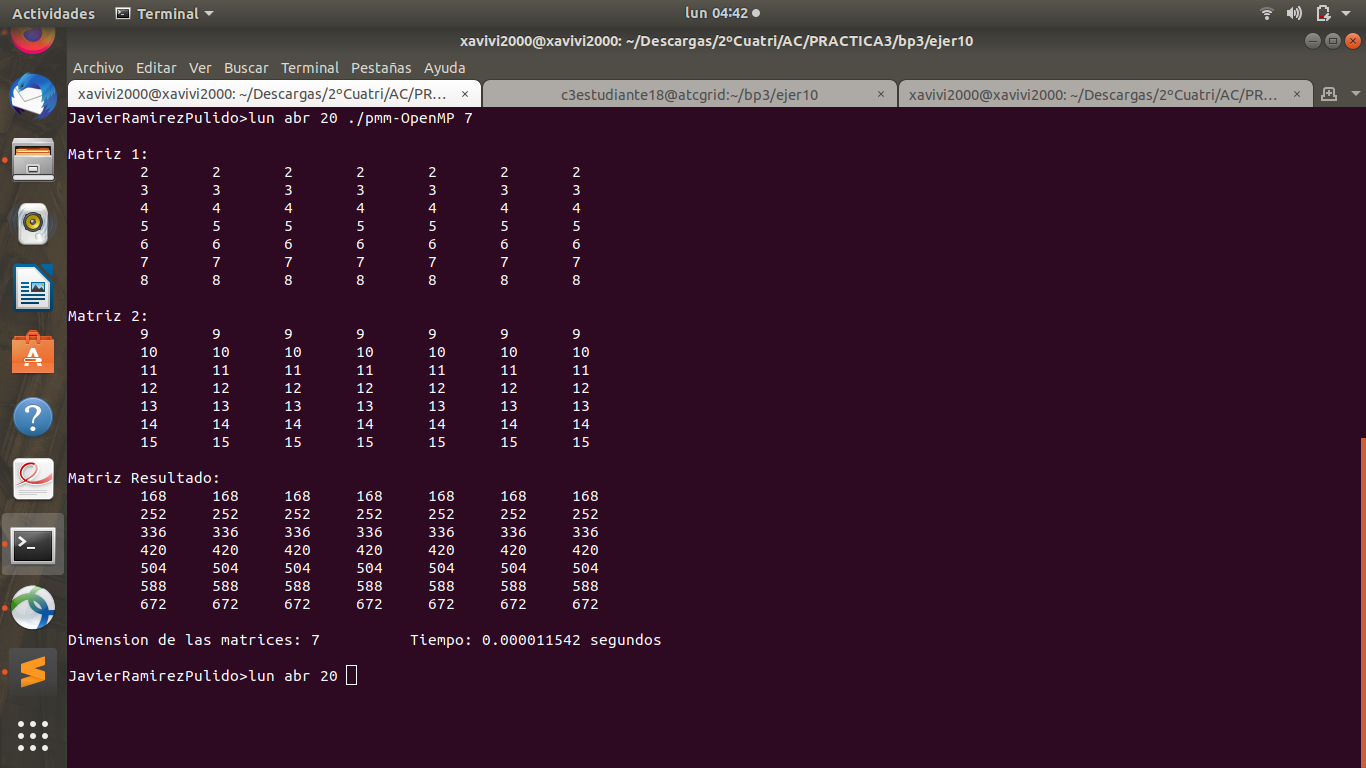 Actividades Terminal lun 04:42
xavivi2000@xavivi2000: ~/Descargas/2ºCuatri/AC/PRACTICA3/bp3/ejer10
Archivo Editar Ver Buscar Terminal Pestañas Ayuda
xavivi2000@xavivi2000: ~/Descargas/2ºCuatri/AC/PR... × c3estudiante18@atcgrid:~/bp3/ejer10 × xavivi2000@xavivi2000: ~/Descargas/2ºCuatri/AC/PR... ×
JavierRamirezPulido>lun abr 20 ./pmm-OpenMP 7
Matriz 1:
2 2 2 2 2 2 2
3 3 3 3 3 3 3
4 4 4 4 4 4 4
5 5 5 5 5 5 5
6 6 6 6 6 6 6
7 7 7 7 7 7 7
8 8 8 8 8 8 8
Matriz 2:
9 9 9 9 9 9 9
10 10 10 10 10 10 10
11 11 11 11 11 11 11
12 12 12 12 12 12 12
13 13 13 13 13 13 13
14 14 14 14 14 14 14
15 15 15 15 15 15 15
Matriz Resultado:
168 168 168 168 168 168 168
252 252 252 252 252 252 252
336 336 336 336 336 336 336
420 420 420 420 420 420 420
504 504 504 504 504 504 504
588 588 588 588 588 588 588
672 672 672 672 672 672 672
Dimension de las matrices: 7 Tiempo: 0.000011542 segundos
JavierRamirezPulido>lun abr 20